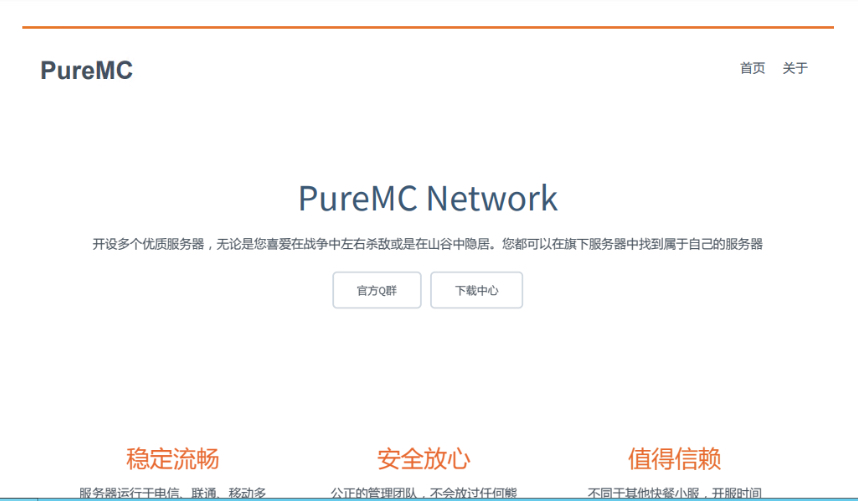 PureMC
首页 关于
PureMC Network
开设多个优质服务器，无论是您喜爱在战争中左右杀敌或是在山谷中隐居。您都可以在旗下服务器中找到属于自己的服务器
官方Q群 下载中心
稳定流畅 安全放心 值得信赖
服务器运行于电信、联通、移动多 公正的管理团队，不会放过任何熊 不同于其他快餐小服，开服时间